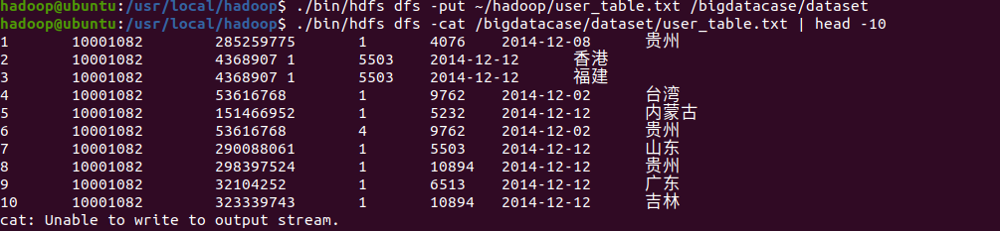 hadoop@ubuntu:/usr/local/hadoop$ ./bin/hdfs dfs -put ~/hadoop/user_table.txt /bigdatacase/dataset
hadoop@ubuntu:/usr/local/hadoop$ ./bin/hdfs dfs -cat /bigdatacase/dataset/user_table.txt | head -10
1 10001082 285259775 1 4076 2014-12-08 贵州
2 10001082 4368907 1 5503 2014-12-12 香港
3 10001082 4368907 1 5503 2014-12-12 福建
4 10001082 53616768 1 9762 2014-12-02 台湾
5 10001082 151466952 1 5232 2014-12-12 内蒙古
6 10001082 53616768 4 9762 2014-12-02 贵州
7 10001082 290088061 1 5503 2014-12-12 山东
8 10001082 298397524 1 10894 2014-12-12 贵州
9 10001082 32104252 1 6513 2014-12-12 广东
10 10001082 323339743 1 10894 2014-12-12 吉林
cat: Unable to write to output stream.